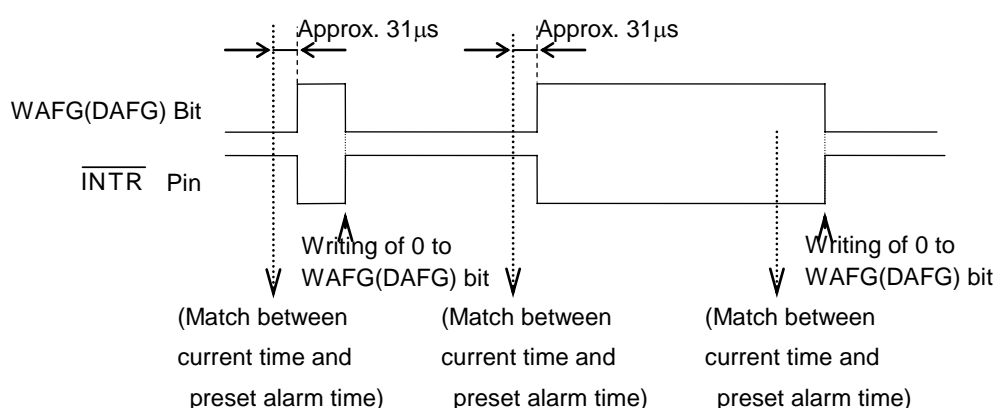 Approx. 31μs
Approx. 31μs
WAFG(DAFG) Bit
INTR Pin
Writing of 0 to
WAFG(DAFG) bit
Writing of 0 to
WAFG(DAFG) bit
(Match between
current time and
preset alarm time)
(Match between
current time and
preset alarm time)
(Match between
current time and
preset alarm time)